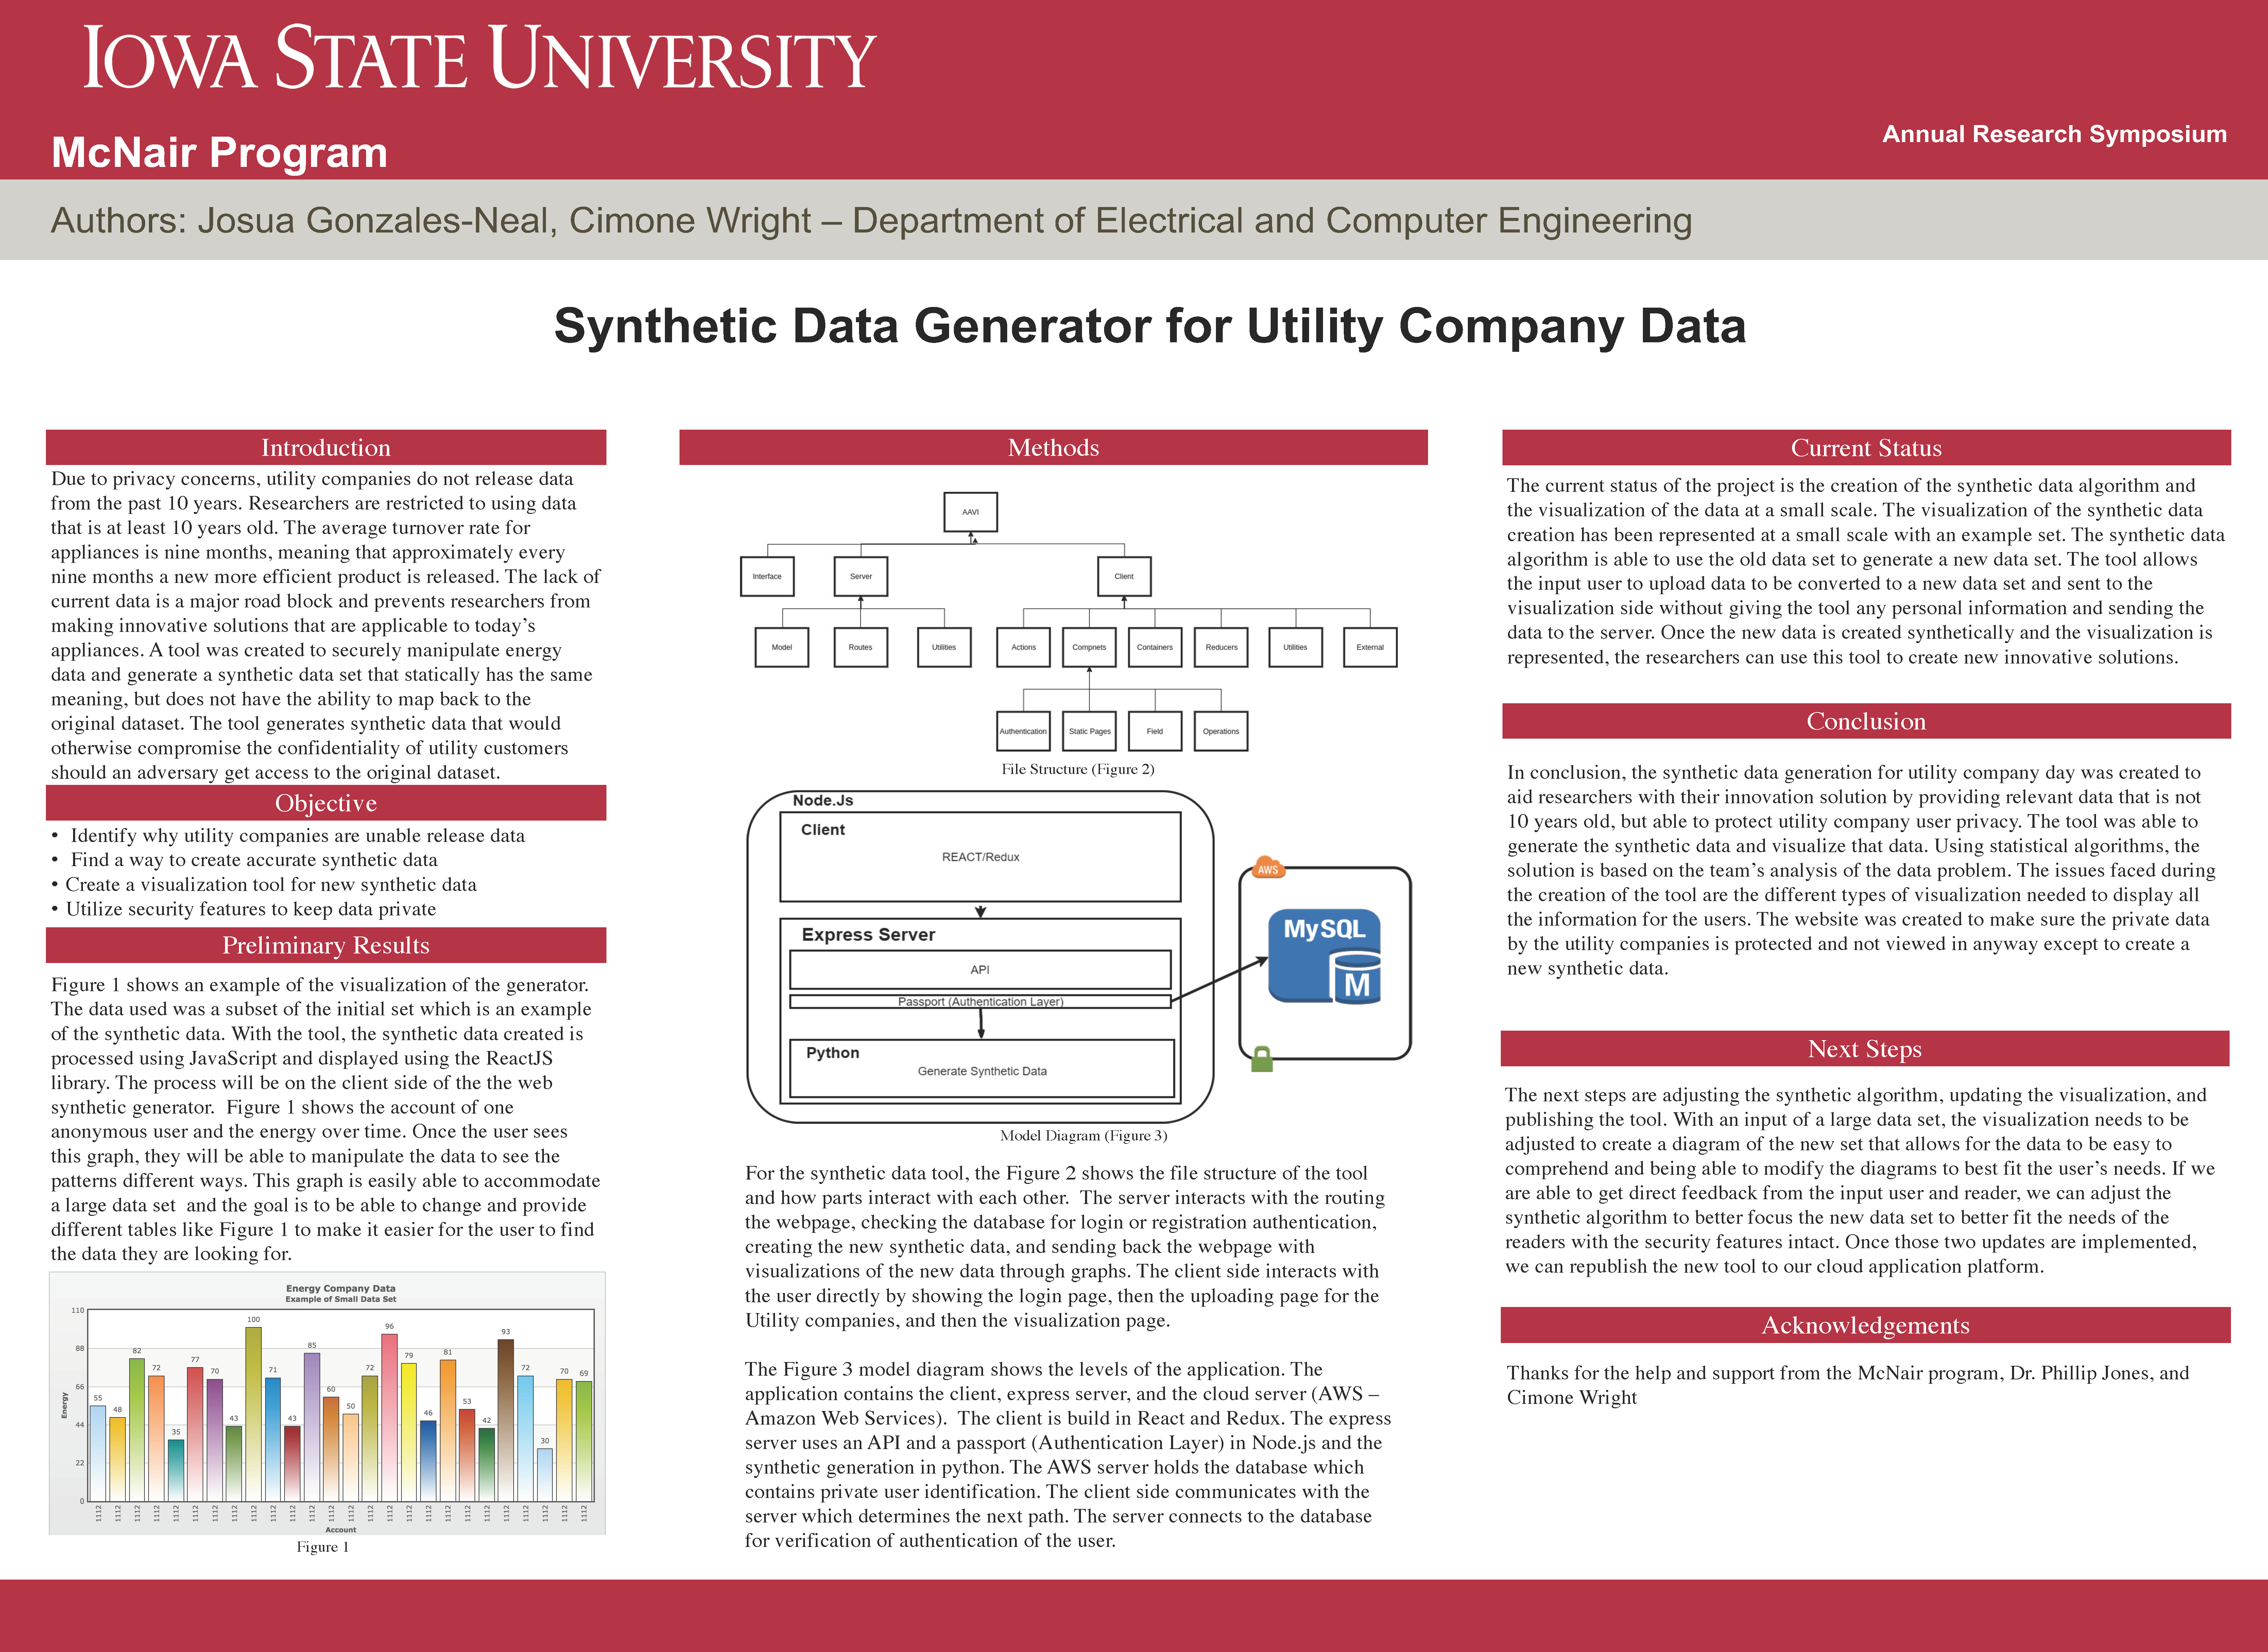 IOWA STATE UNIVERSITY
McNair Program
Annual Research Symposium
Authors: Josua Gonzales-Neal, Cimone Wright – Department of Electrical and Computer Engineering
Synthetic Data Generator for Utility Company Data
Introduction
Due to privacy concerns, utility companies do not release data
from the past 10 years. Researchers are restricted to using data
that is at least 10 years old. The average turnover rate for
appliances is nine months, meaning that approximately every
nine months a new more efficient product is released. The lack of
current data is a major road block and prevents researchers from
making innovative solutions that are applicable to today’s
appliances. A tool was created to securely manipulate energy
data and generate a synthetic data set that statically has the same
meaning, but does not have the ability to map back to the
original dataset. The tool generates synthetic data that would
otherwise compromise the confidentiality of utility customers
should an adversary get access to the original dataset.
Objective
• Identify why utility companies are unable release data
• Find a way to create accurate synthetic data
• Create a visualization tool for new synthetic data
• Utilize security features to keep data private
Preliminary Results
Figure 1 shows an example of the visualization of the generator.
The data used was a subset of the initial set which is an example
of the synthetic data. With the tool, the synthetic data created is
processed using JavaScript and displayed using the ReactJS
library. The process will be on the client side of the the web
synthetic generator. Figure 1 shows the account of one
anonymous user and the energy over time. Once the user sees
this graph, they will be able to manipulate the data to see the
patterns different ways. This graph is easily able to accommodate
a large data set and the goal is to be able to change and provide
different tables like Figure 1 to make it easier for the user to find
the data they are looking for.
Energy Company Data
Example of Small Data Set
Energy
110
88
66
44
22
0
55 48 82 72 35 77 70 43 100 71 43 85 60 50 72 96 79 46 81 53 42 93 72 30 70 69
1112 1112 1112 1112 1112 1112 1112 1112 1112 1112 1112 1112 1112 1112 1112 1112 1112 1112 1112 1112 1112 1112 1112 1112 1112 1112
Account
Figure 1
Methods
AAVI
Interface
Server
Client
Model
Routes
Utilities
Actions
Compnets
Containers
Reducers
Utilities
External
Authentication
Static Pages
Field
Operations
File Structure (Figure 2)
Node.Js
Client
REACT/Redux
Express Server
API
Passport (Authentication Layer)
Python
Generate Synthetic Data
AWS
MySQL
M
Model Diagram (Figure 3)
For the synthetic data tool, the Figure 2 shows the file structure of the tool
and how parts interact with each other. The server interacts with the routing
the webpage, checking the database for login or registration authentication,
creating the new synthetic data, and sending back the webpage with
visualizations of the new data through graphs. The client side interacts with
the user directly by showing the login page, then the uploading page for the
Utility companies, and then the visualization page.
The Figure 3 model diagram shows the levels of the application. The
application contains the client, express server, and the cloud server (AWS –
Amazon Web Services). The client is build in React and Redux. The express
server uses an API and a passport (Authentication Layer) in Node.js and the
synthetic generation in python. The AWS server holds the database which
contains private user identification. The client side communicates with the
server which determines the next path. The server connects to the database
for verification of authentication of the user.
Current Status
The current status of the project is the creation of the synthetic data algorithm and
the visualization of the data at a small scale. The visualization of the synthetic data
creation has been represented at a small scale with an example set. The synthetic data
algorithm is able to use the old data set to generate a new data set. The tool allows
the input user to upload data to be converted to a new data set and sent to the
visualization side without giving the tool any personal information and sending the
data to the server. Once the new data is created synthetically and the visualization is
represented, the researchers can use this tool to create new innovative solutions.
Conclusion
In conclusion, the synthetic data generation for utility company day was created to
aid researchers with their innovation solution by providing relevant data that is not
10 years old, but able to protect utility company user privacy. The tool was able to
generate the synthetic data and visualize that data. Using statistical algorithms, the
solution is based on the team’s analysis of the data problem. The issues faced during
the creation of the tool are the different types of visualization needed to display all
the information for the users. The website was created to make sure the private data
by the utility companies is protected and not viewed in anyway except to create a
new synthetic data.
Next Steps
The next steps are adjusting the synthetic algorithm, updating the visualization, and
publishing the tool. With an input of a large data set, the visualization needs to be
adjusted to create a diagram of the new set that allows for the data to be easy to
comprehend and being able to modify the diagrams to best fit the user’s needs. If we
are able to get direct feedback from the input user and reader, we can adjust the
synthetic algorithm to better focus the new data set to better fit the needs of the
readers with the security features intact. Once those two updates are implemented,
we can republish the new tool to our cloud application platform.
Acknowledgements
Thanks for the help and support from the McNair program, Dr. Phillip Jones, and
Cimone Wright